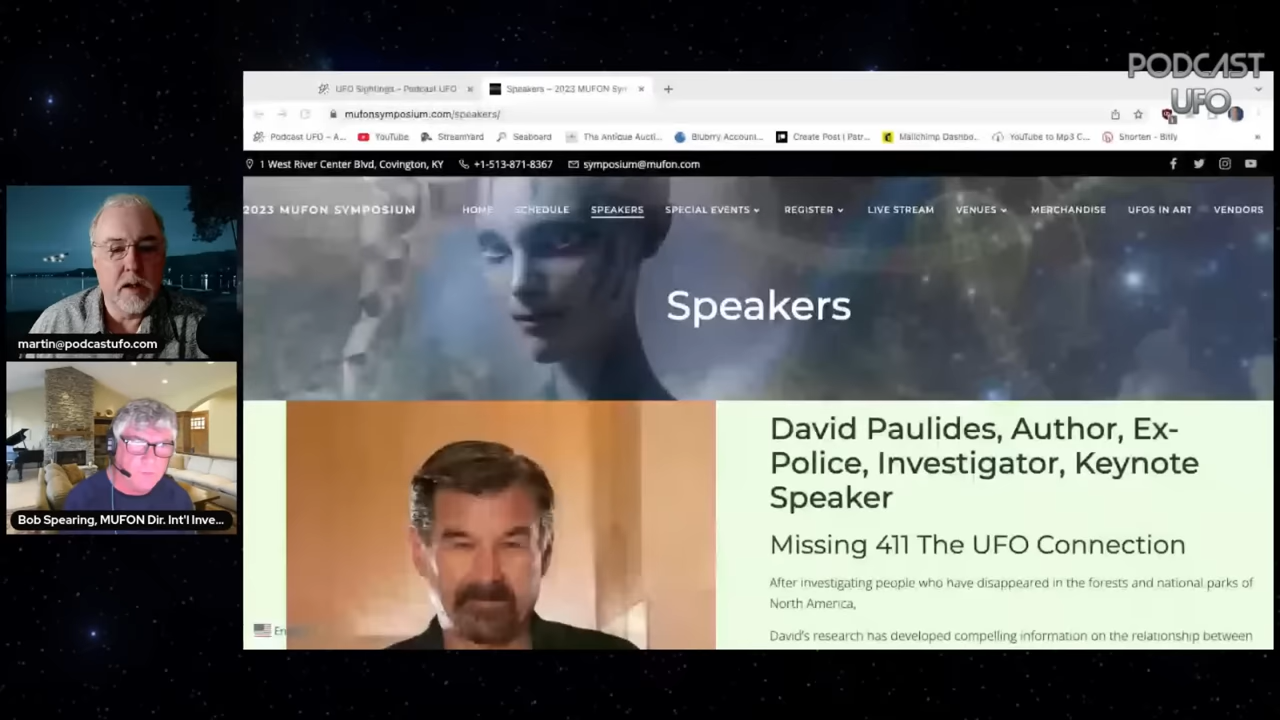 PODCAST
UFO
UFO Sightings – Podcast UFO
Speakers – 2023 MUFON Sym
mufonsymposium.com/speakers/
Podcast UFO – A...
YouTube
StreamYard
Seaboard
The Antique Aucti...
Blubrry Account...
Create Post | Patr...
Mailchimp Dashbo...
YouTube to Mp3 C...
Shorten - Bitly
1 West River Center Blvd, Covington, KY +1-513-871-8367 symposium@mufon.com
2023 MUFON SYMPOSIUM HOME SCHEDULE SPEAKERS SPECIAL EVENTS REGISTER LIVE STREAM VENUES MERCHANDISE UFOS IN ART VENDORS
Speakers
martin@podcastufo.com
Bob Spearing, MUFON Dir. Int'l Inve...
David Paulides, Author, Ex-
Police, Investigator, Keynote
Speaker
Missing 411 The UFO Connection
After investigating people who have disappeared in the forests and national parks of
North America,
David's research has developed compelling information on the relationship between